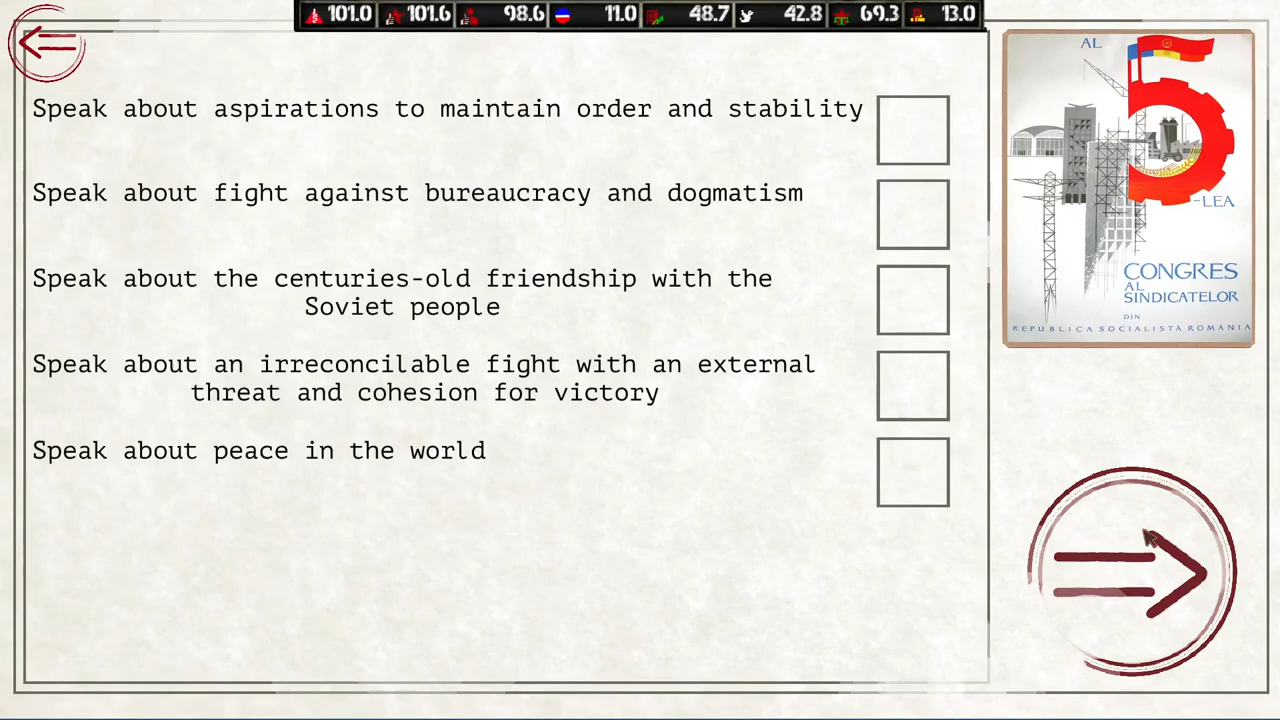 101.0 101.6 98.6 11.0 48.7 42.8 69.3 13.0
Speak about aspirations to maintain order and stability
Speak about fight against bureaucracy and dogmatism
Speak about the centuries-old friendship with the
Soviet people
Speak about an irreconcilable fight with an external
threat and cohesion for victory
Speak about peace in the world
AL
5
-LEA
CONGRES
AL
SINDICATELOR
DIN
REPUBLICA SOCIALISTA ROMÂNIA